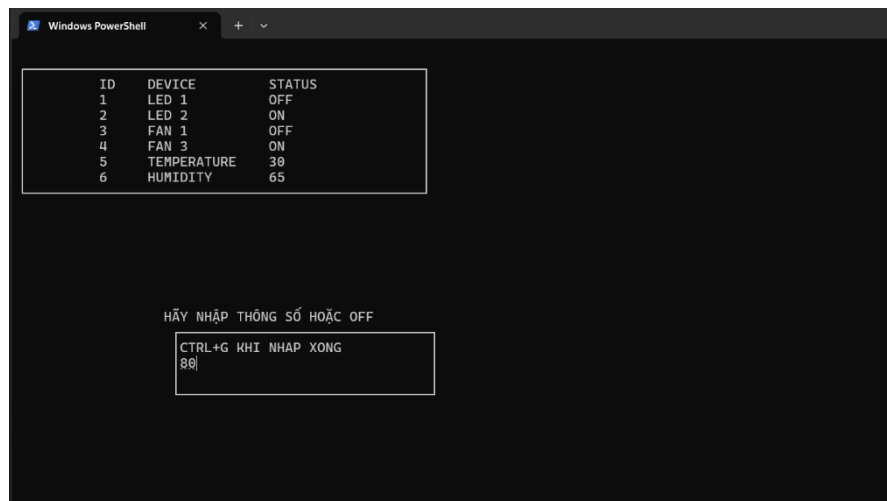 Windows PowerShell
ID DEVICE STATUS
1 LED 1 OFF
2 LED 2 ON
3 FAN 1 OFF
4 FAN 3 ON
5 TEMPERATURE 30
6 HUMIDITY 65
HÃY NHẬP THÔNG SỐ HOẶC OFF
CTRL+G KHI NHAP XONG
80